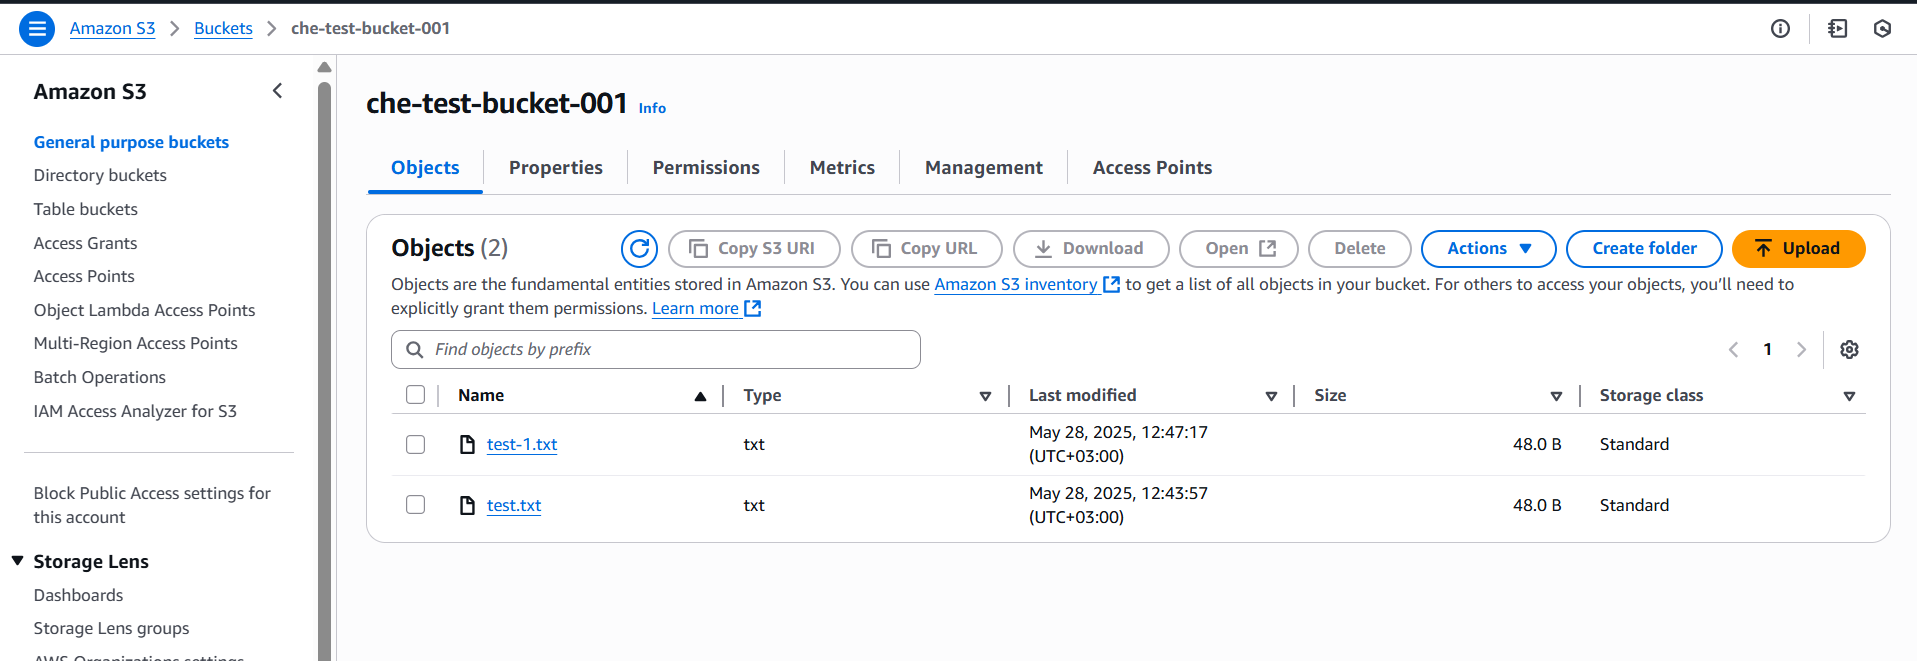 Amazon S3 > Buckets > che-test-bucket-001
Amazon S3
General purpose buckets
Directory buckets
Table buckets
Access Grants
Access Points
Object Lambda Access Points
Multi-Region Access Points
Batch Operations
IAM Access Analyzer for S3
Block Public Access settings for
this account
Storage Lens
Dashboards
Storage Lens groups
AWS Organizations settings
che-test-bucket-001 Info
Objects Properties Permissions Metrics Management Access Points
Objects (2) Copy S3 URI Copy URL Download Open Delete Actions Create folder Upload
Objects are the fundamental entities stored in Amazon S3. You can use Amazon S3 inventory to get a list of all objects in your bucket. For others to access your objects, you'll need to
explicitly grant them permissions. Learn more
Find objects by prefix 1
Name Type Last modified Size Storage class
test-1.txt txt May 28, 2025, 12:47:17 (UTC+03:00) 48.0 B Standard
test.txt txt May 28, 2025, 12:43:57 (UTC+03:00) 48.0 B Standard